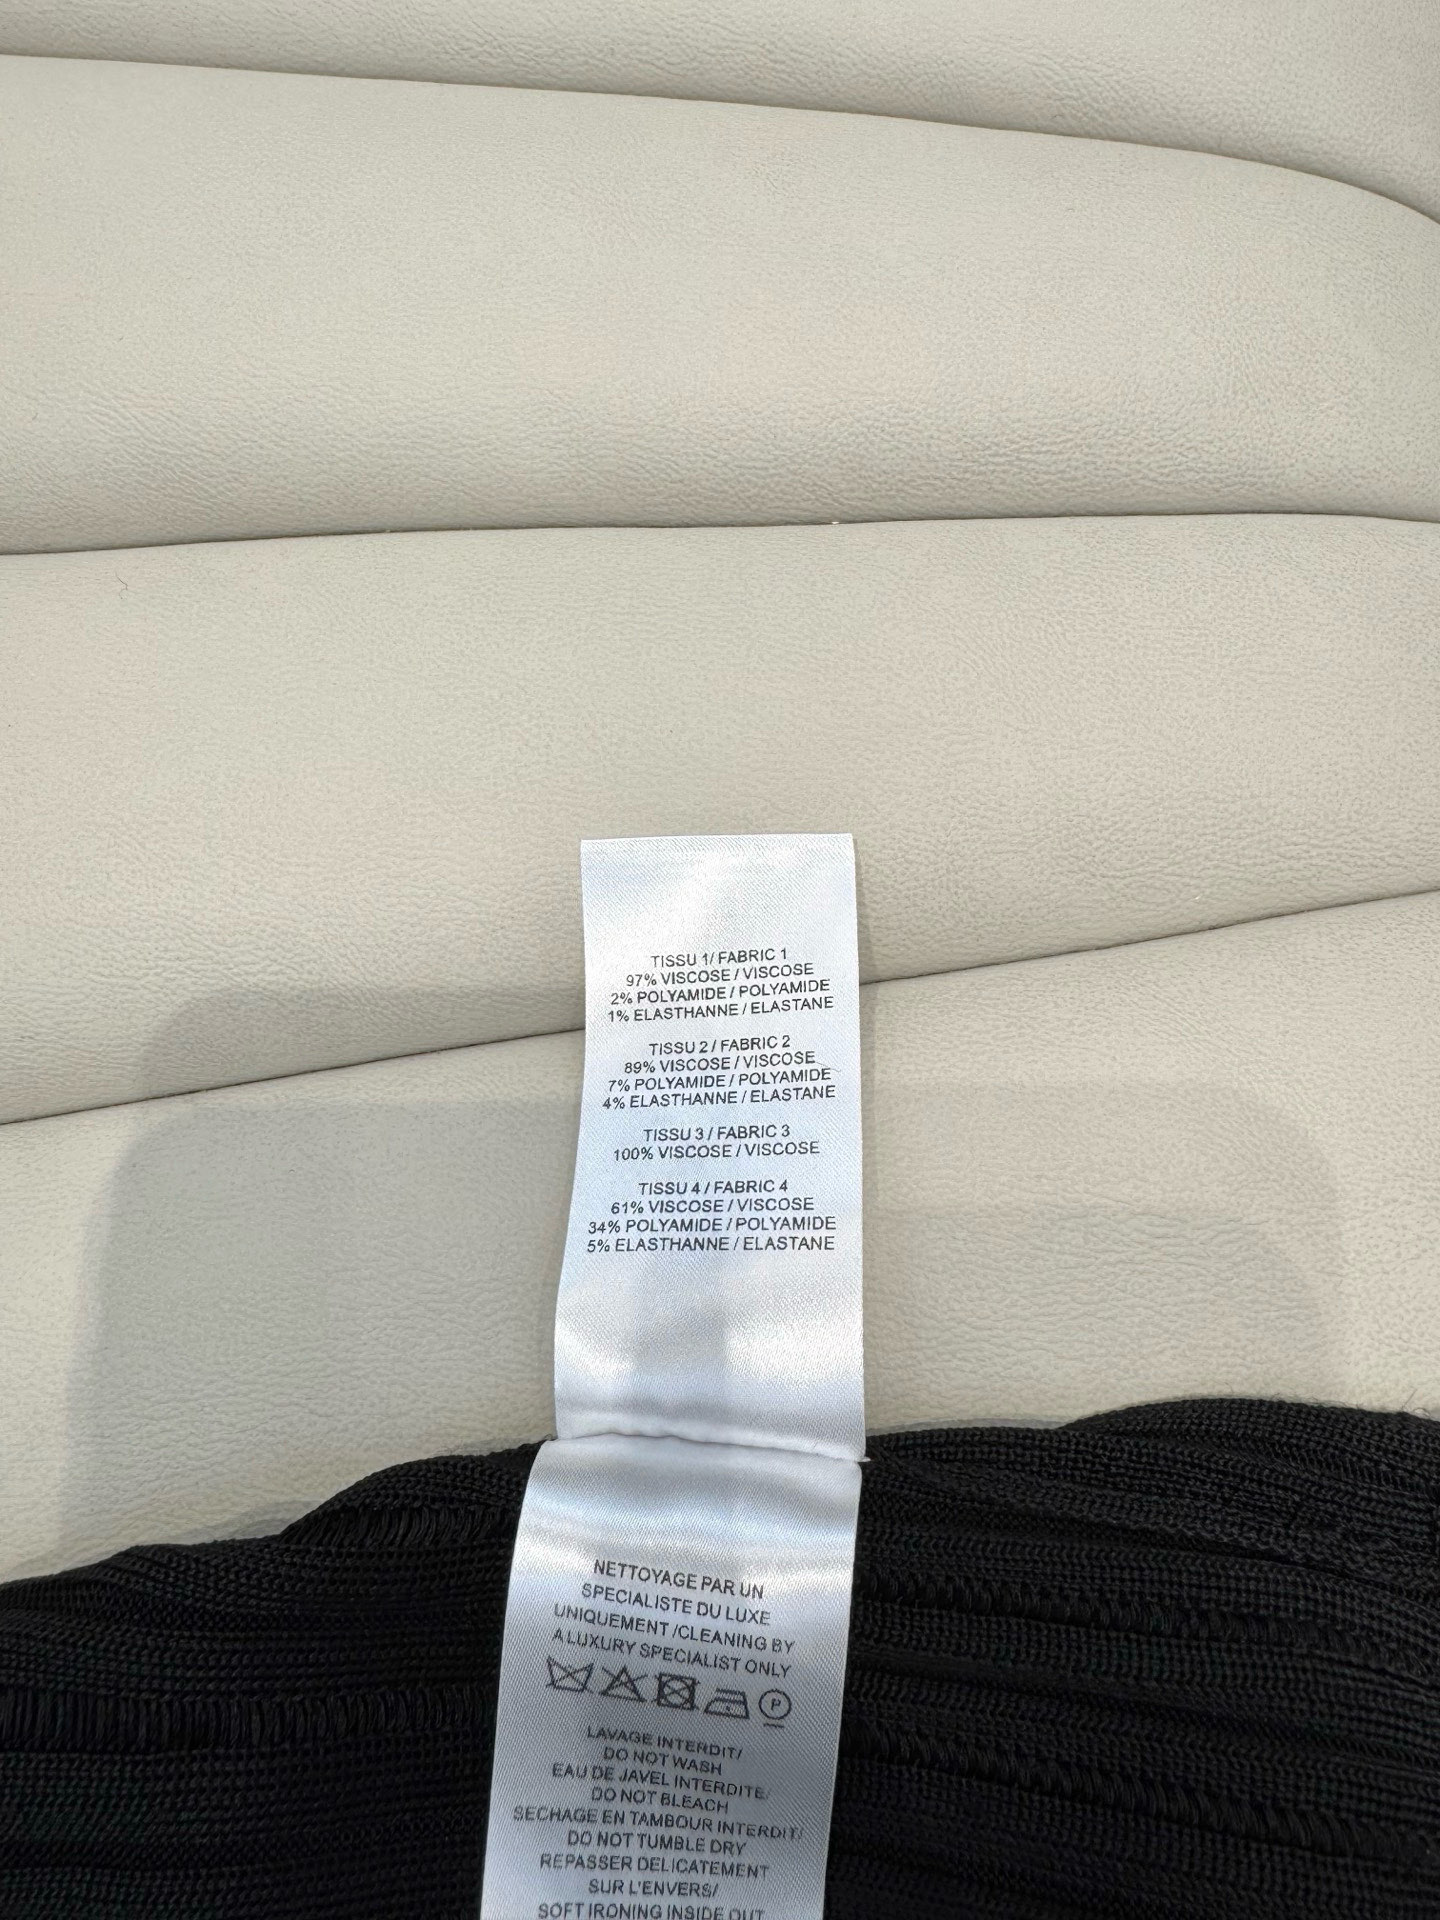 TISSU 1/ FABRIC 1
97% VISCOSE / VISCOSE
2% POLYAMIDE / POLYAMIDE
1% ELASTHANNE / ELASTANE
TISSU 2 / FABRIC 2
89% VISCOSE / VISCOSE
7% POLYAMIDE / POLYAMIDE
4% ELASTHANNE / ELASTANE
TISSU 3 / FABRIC 3
100% VISCOSE / VISCOSE
TISSU 4 / FABRIC 4
61% VISCOSE / VISCOSE
34% POLYAMIDE / POLYAMIDE
5% ELASTHANNE / ELASTANE
NETTOYAGE PAR UN
SPECIALISTE DU LUXE
UNIQUEMENT /CLEANING BY
A LUXURY SPECIALIST ONLY
P
LAVAGE INTERDIT/
DO NOT WASH
EAU DE JAVEL INTERDITE/
DO NOT BLEACH
SECHAGE EN TAMBOUR INTERDIT/
DO NOT TUMBLE DRY
REPASSER DELICATEMENT
SUR L'ENVERS/
SOFT IRONING INSIDE OUT